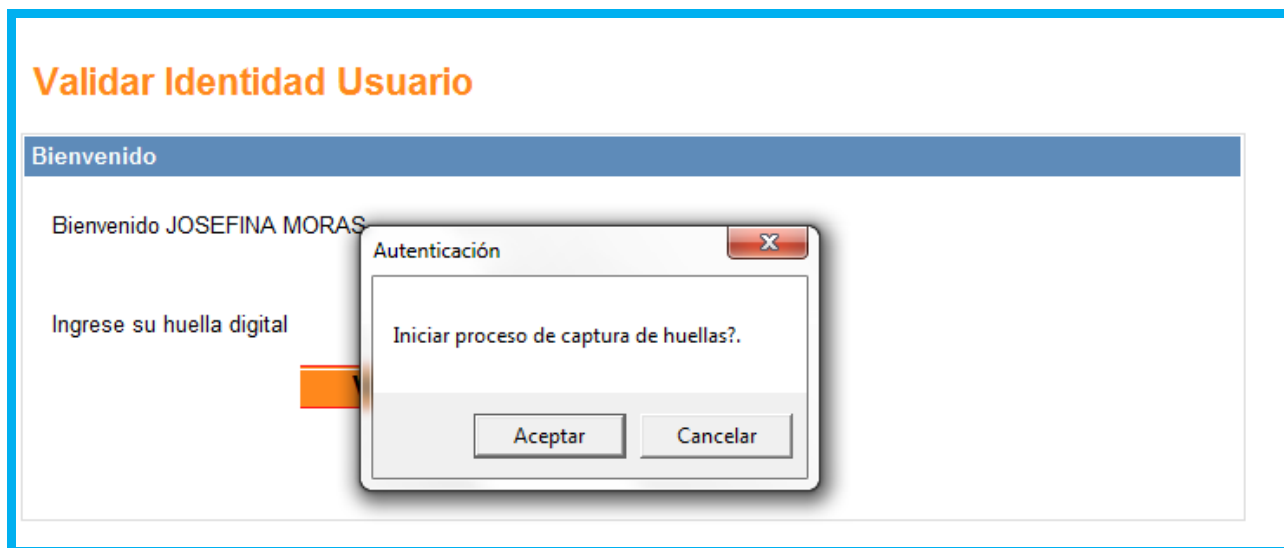 Validar Identidad Usuario
Bienvenido
Bienvenido JOSEFINA MORAS
Autenticación
Ingrese su huella digital
Iniciar proceso de captura de huellas?.
Aceptar
Cancelar